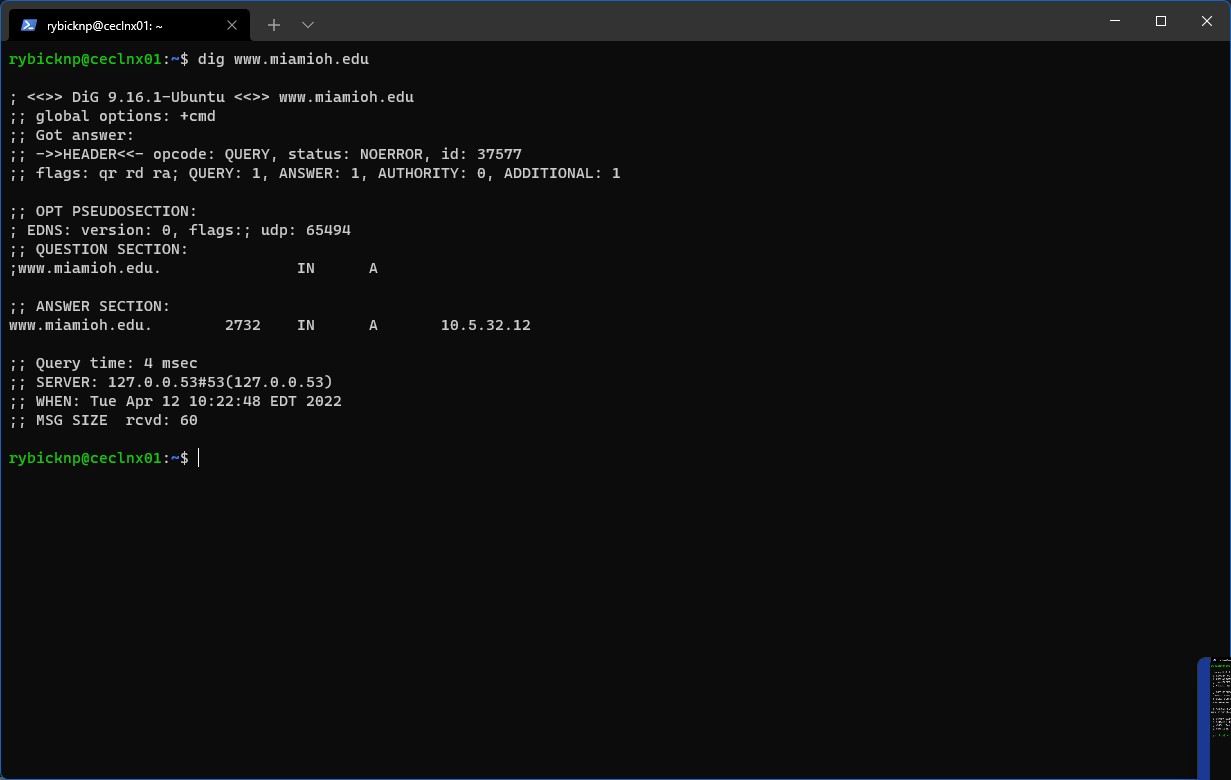 rybicknp@ceclnx01: ~
rybicknp@ceclnx01:~$ dig www.miamioh.edu
; <<>> DiG 9.16.1-Ubuntu <<>> www.miamioh.edu
;; global options: +cmd
;; Got answer:
;; ->>HEADER<<- opcode: QUERY, status: NOERROR, id: 37577
;; flags: qr rd ra; QUERY: 1, ANSWER: 1, AUTHORITY: 0, ADDITIONAL: 1
;; OPT PSEUDOSECTION:
; EDNS: version: 0, flags:; udp: 65494
;; QUESTION SECTION:
;www.miamioh.edu. IN A
;; ANSWER SECTION:
www.miamioh.edu. 2732 IN A 10.5.32.12
;; Query time: 4 msec
;; SERVER: 127.0.0.53#53(127.0.0.53)
;; WHEN: Tue Apr 12 10:22:48 EDT 2022
;; MSG SIZE  rcvd: 60
rybicknp@ceclnx01:~$